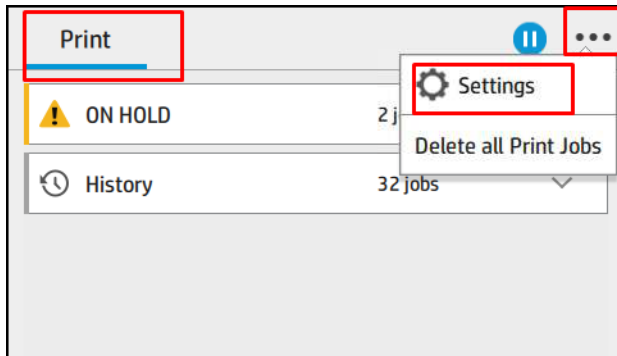 Print
Settings
ON HOLD
2 j
Delete all Print Jobs
History
32 jobs